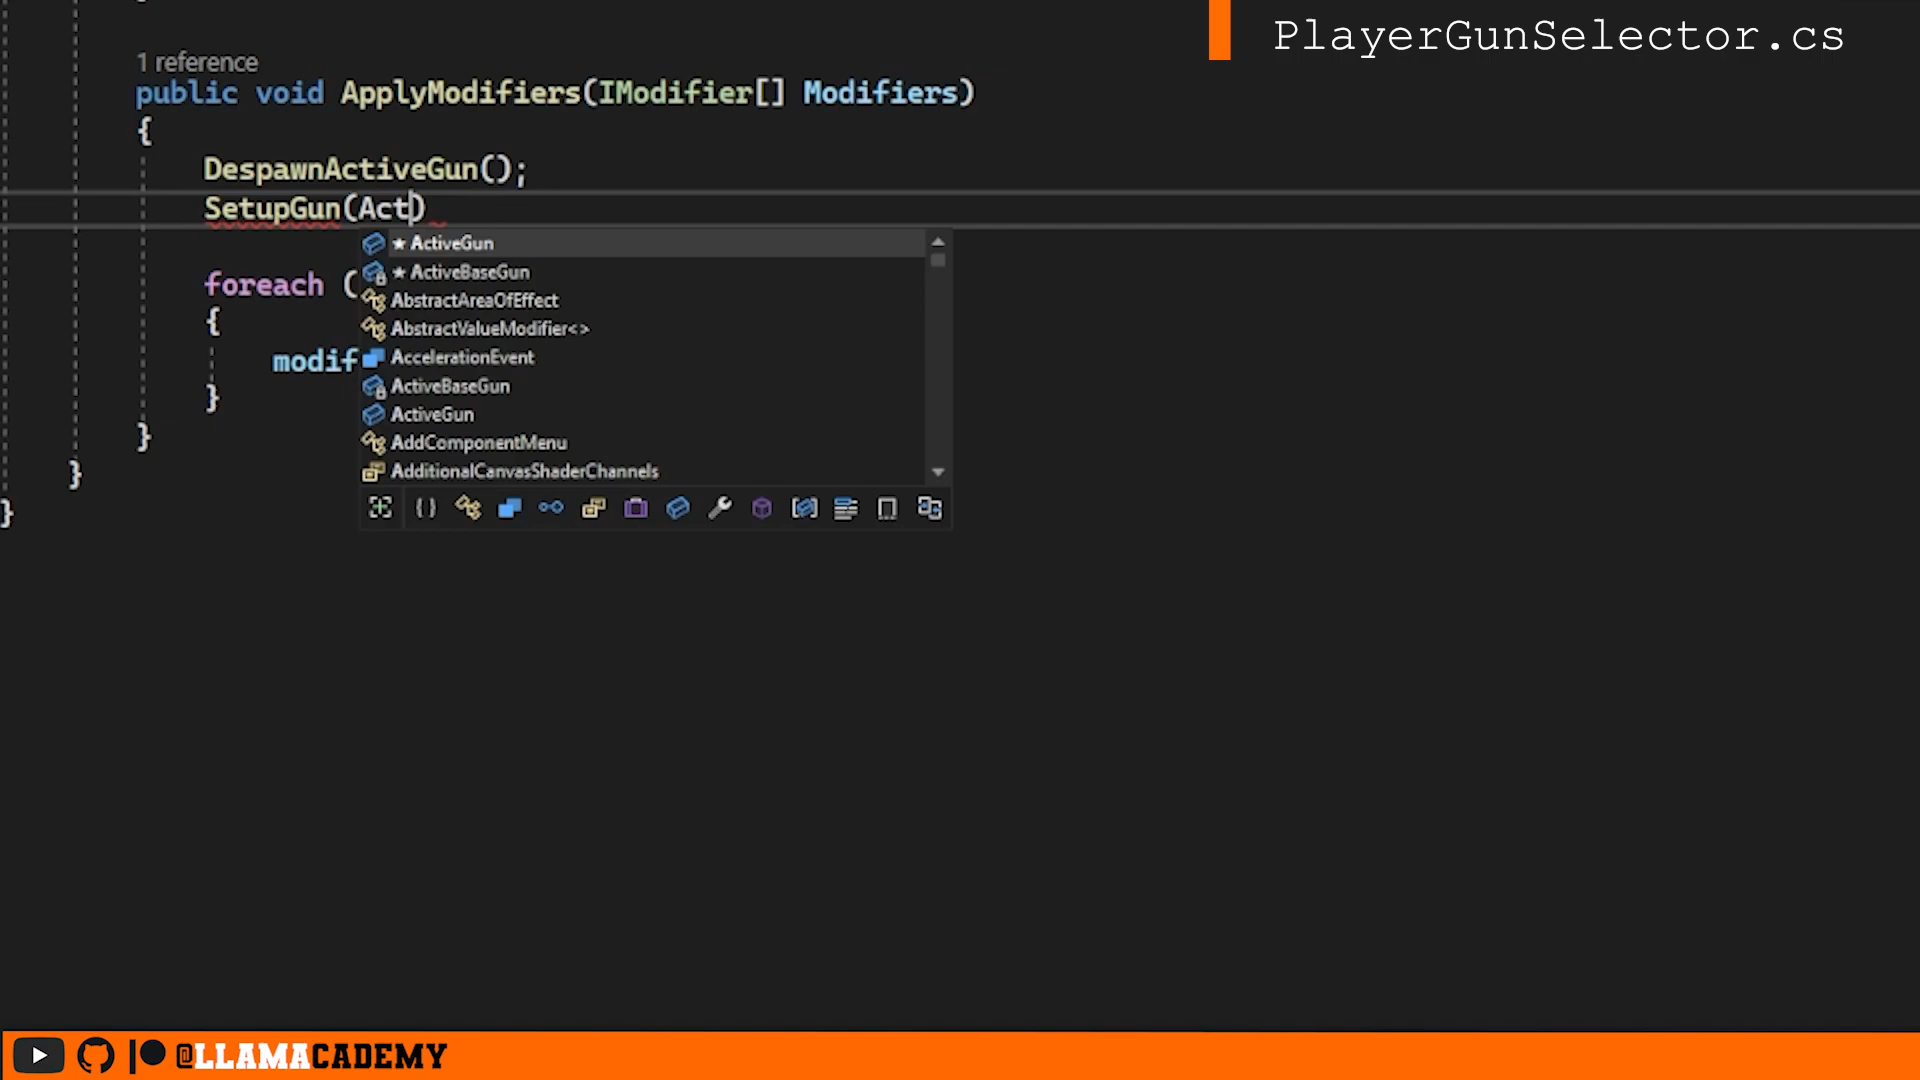 PlayerGunSelector.cs
1 reference
public void ApplyModifiers(IModifier[] Modifiers)
{
DespawnActiveGun();
SetupGun(Act)
★ ActiveGun
★ ActiveBaseGun
AbstractAreaOfEffect
AbstractValueModifier<>
AccelerationEvent
ActiveBaseGun
ActiveGun
AddComponentMenu
AdditionalCanvasShaderChannels
foreach (
{
modif
}
}
}
}
@LLAMACADEMY